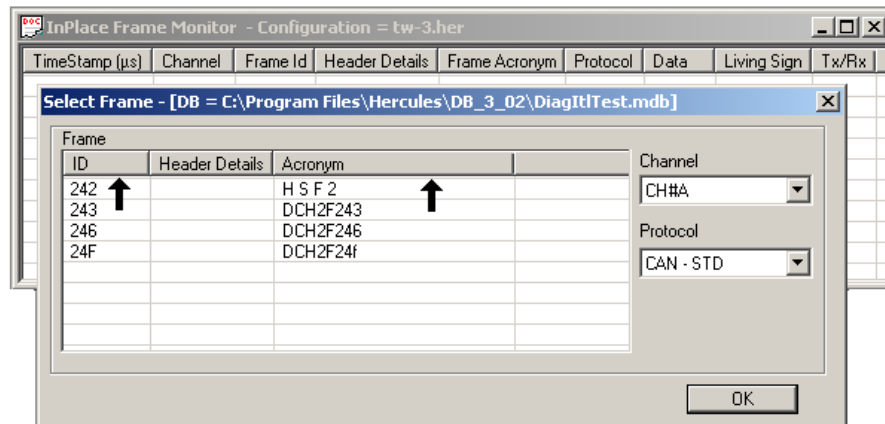 InPlace Frame Monitor - Configuration = tw-3.her
TimeStamp (µs) Channel Frame Id Header Details Frame Acronym Protocol Data Living Sign Tx/Rx
Select Frame - [DB = C:\Program Files\Hercules\DB_3_02\DiagItlTest.mdb]
Frame
ID Header Details Acronym
242 H S F 2
243 DCH2F243
246 DCH2F246
24F DCH2F24f
Channel
CH#A
Protocol
CAN - STD
OK